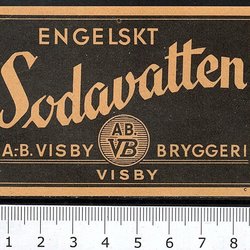 ENGELSKT
Sodavatten
A.-B. VISBY AB VB BRYGGERI
VISBY
1 2 3 4 5 6 7 8